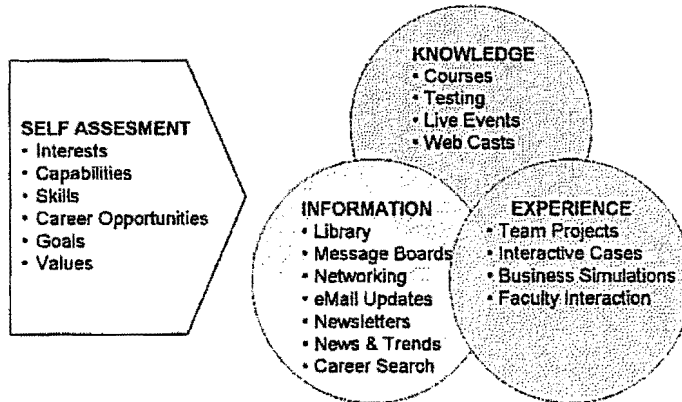 SELF ASSESMENT
• Interests
• Capabilities
• Skills
• Career Opportunities
• Goals
• Values
KNOWLEDGE
• Courses
• Testing
• Live Events
• Web Casts
INFORMATION
• Library
• Message Boards
• Networking
• eMail Updates
• Newsletters
• News & Trends
• Career Search
EXPERIENCE
• Team Projects
• Interactive Cases
• Business Simulations
• Faculty Interaction